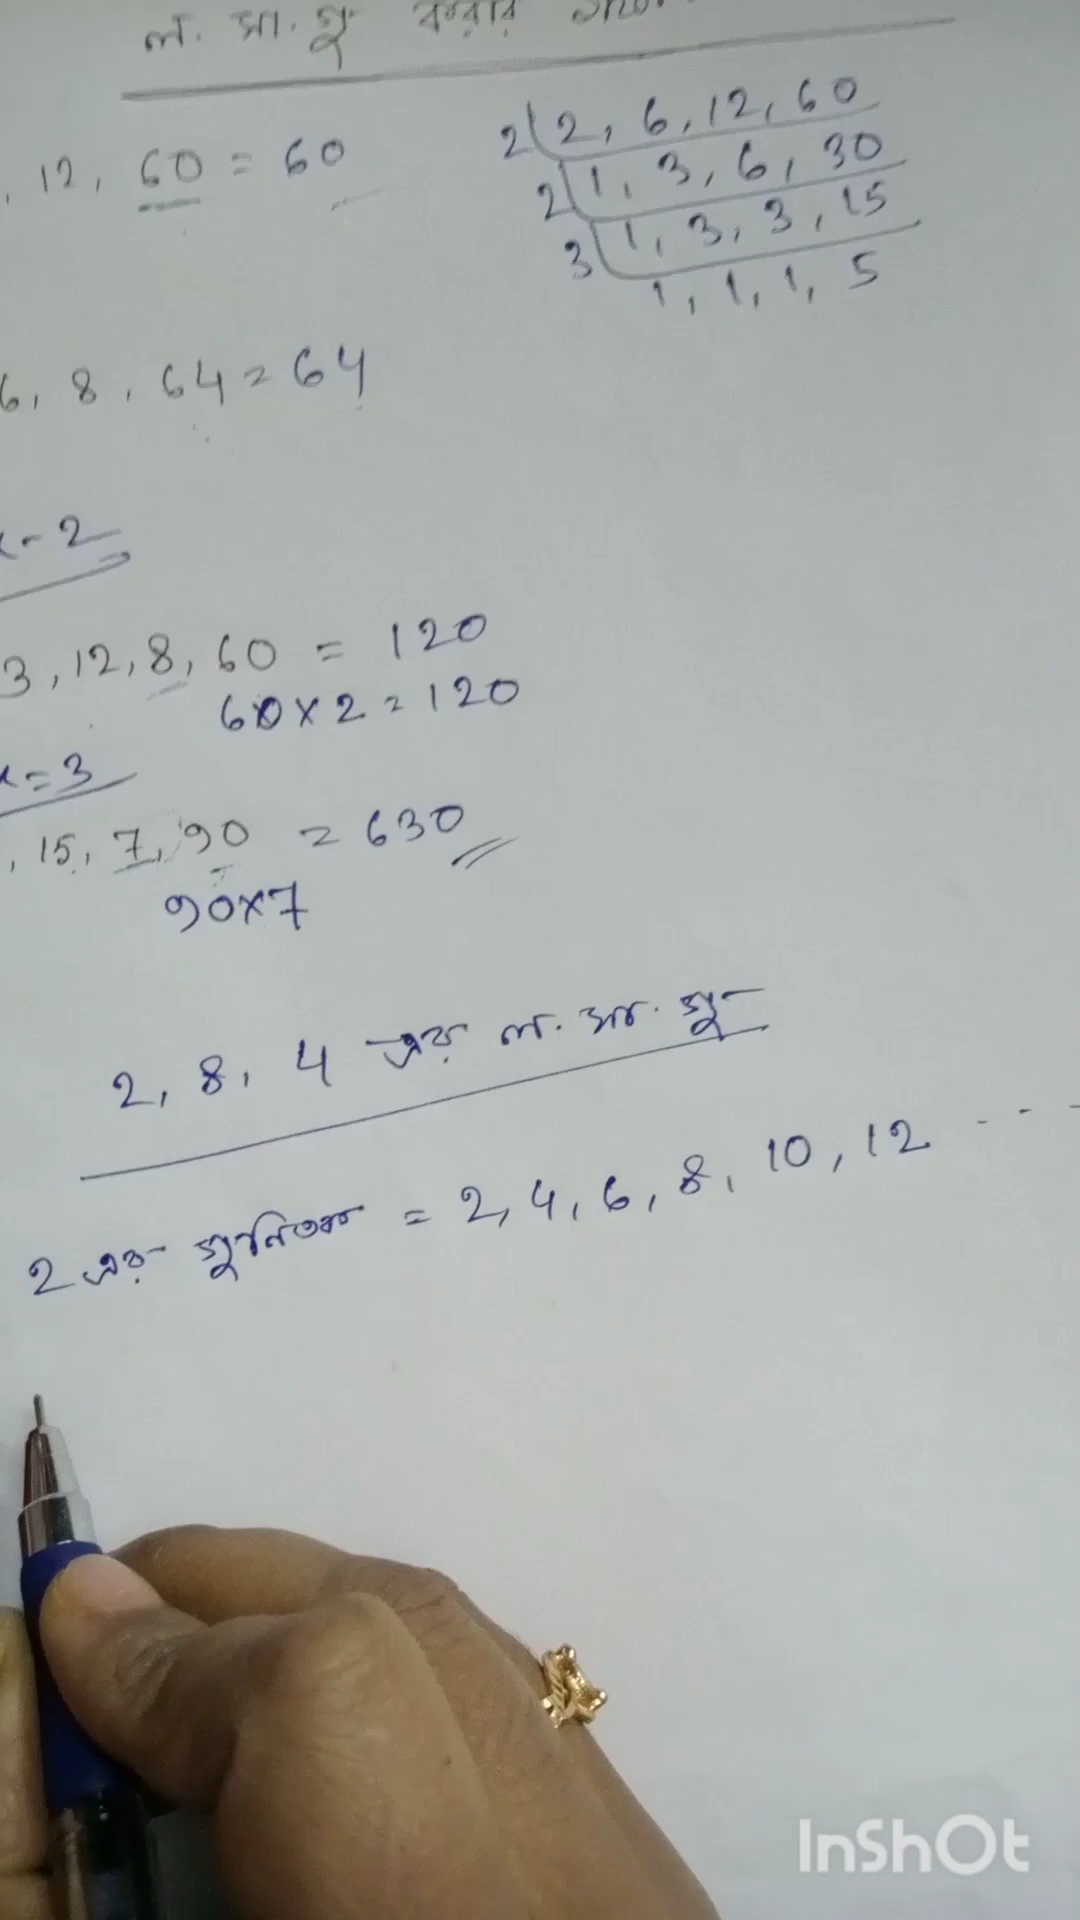 ল. সা. গু করার
, 12, 60 = 60
2 2, 6, 12, 60
2 1, 3, 6, 30
3 1, 3, 3, 15
1, 1, 1, 5
6, 8, 64 = 64
- 2
3, 12, 8, 60 = 120
60 x 2 = 120
= 3
, 15, 7, 90 = 630
90x7
2, 8, 4 এর ল. সা. গু
2 এর গুনিতক = 2, 4, 6, 8, 10, 12 - - -
InShOt